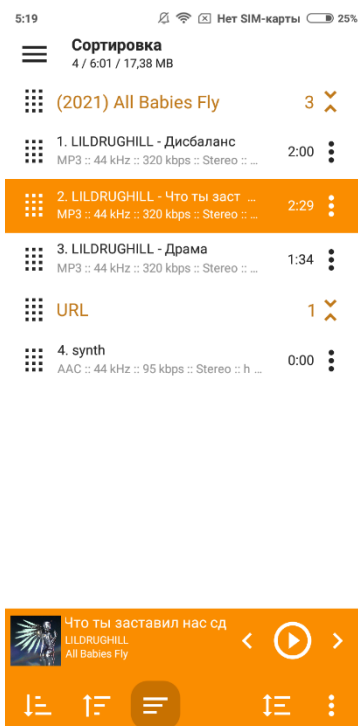 5:19
Нет SIM-карты 25%
Сортировка
4 / 6:01 / 17,38 MB
(2021) All Babies Fly 3
1. LILDRUGHILL - Дисбаланс 2:00
MP3 :: 44 kHz :: 320 kbps :: Stereo :: ...
2. LILDRUGHILL - Что ты заст ... 2:29
MP3 :: 44 kHz :: 320 kbps :: Stereo :: ...
3. LILDRUGHILL - Драма 1:34
MP3 :: 44 kHz :: 320 kbps :: Stereo :: ...
URL 1
4. synth 0:00
AAC :: 44 kHz :: 95 kbps :: Stereo :: h ...
Что ты заставил нас сд
LILDRUGHILL
All Babies Fly